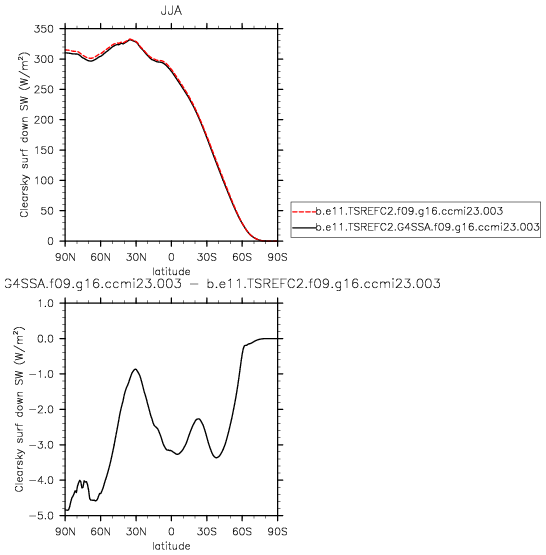 JJA
350
300
250
200
150
100
50
0
Clearsky surf down SW (W/m²)
90N 60N 30N 0 30S 60S 90S
latitude
b.e11.TSREFC2.f09.g16.ccmi23.003
b.e11.TSREFC2.G4SSA.f09.g16.ccmi23.003
G4SSA.f09.g16.ccmi23.003 − b.e11.TSREFC2.f09.g16.ccmi23.003
1.0
0.0
−1.0
−2.0
−3.0
−4.0
−5.0
Clearsky surf down SW (W/m²)
90N 60N 30N 0 30S 60S 90S
latitude